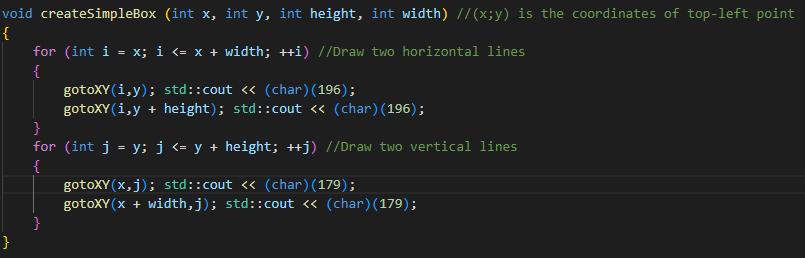 void createSimpleBox (int x, int y, int height, int width) //(x;y) is the coordinates of top-left point
{
    for (int i = x; i <= x + width; ++i) //Draw two horizontal lines
    {
        gotoXY(i,y); std::cout << (char)(196);
        gotoXY(i,y + height); std::cout << (char)(196);
    }
    for (int j = y; j <= y + height; ++j) //Draw two vertical lines
    {
        gotoXY(x,j); std::cout << (char)(179);
        gotoXY(x + width,j); std::cout << (char)(179);
    }
}